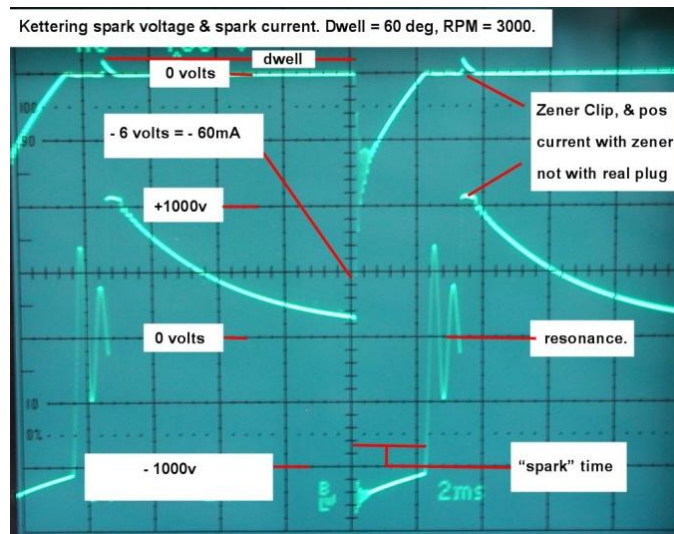 Kettering spark voltage & spark current. Dwell = 60 deg, RPM = 3000.
dwell
0 volts
100
90
- 6 volts = - 60mA
Zener Clip, & pos
current with zener
not with real plug
+1000v
0 volts
resonance.
10
0%
- 1000v
"spark" time
2ms